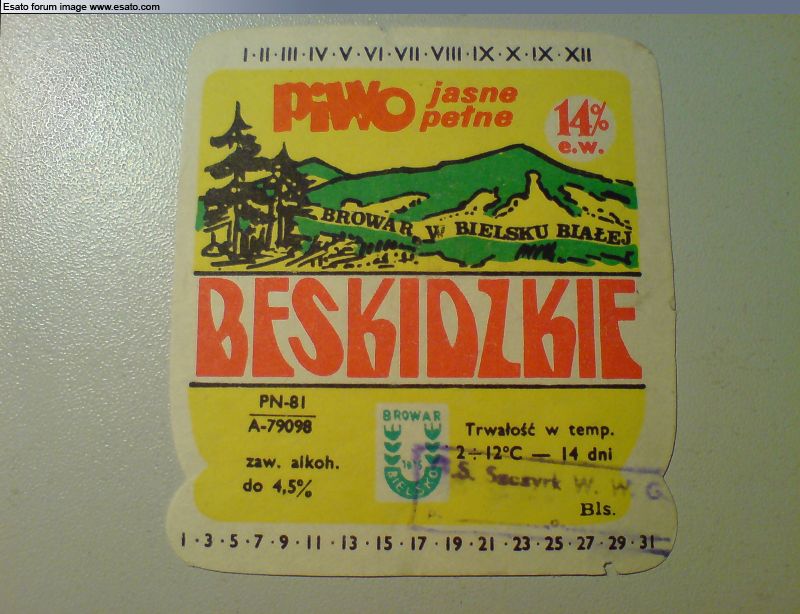 Esato forum image www.esato.com
I·II·III·IV·V·VI·VII·VIII·IX·X·IX·XII
PiWO jasne pełne
14% e.w.
BROWAR W BIELSKU BIAŁEJ
BESKIDZKIE
PN-81
A-79098
zaw. alkoh.
do 4,5%
BROWAR
BIELSKO
Trwałość w temp.
2÷12°C — 14 dni
S. Szczyrk W. W. G
Bls.
1·3·5·7·9·11·13·15·17·19·21·23·25·27·29·31